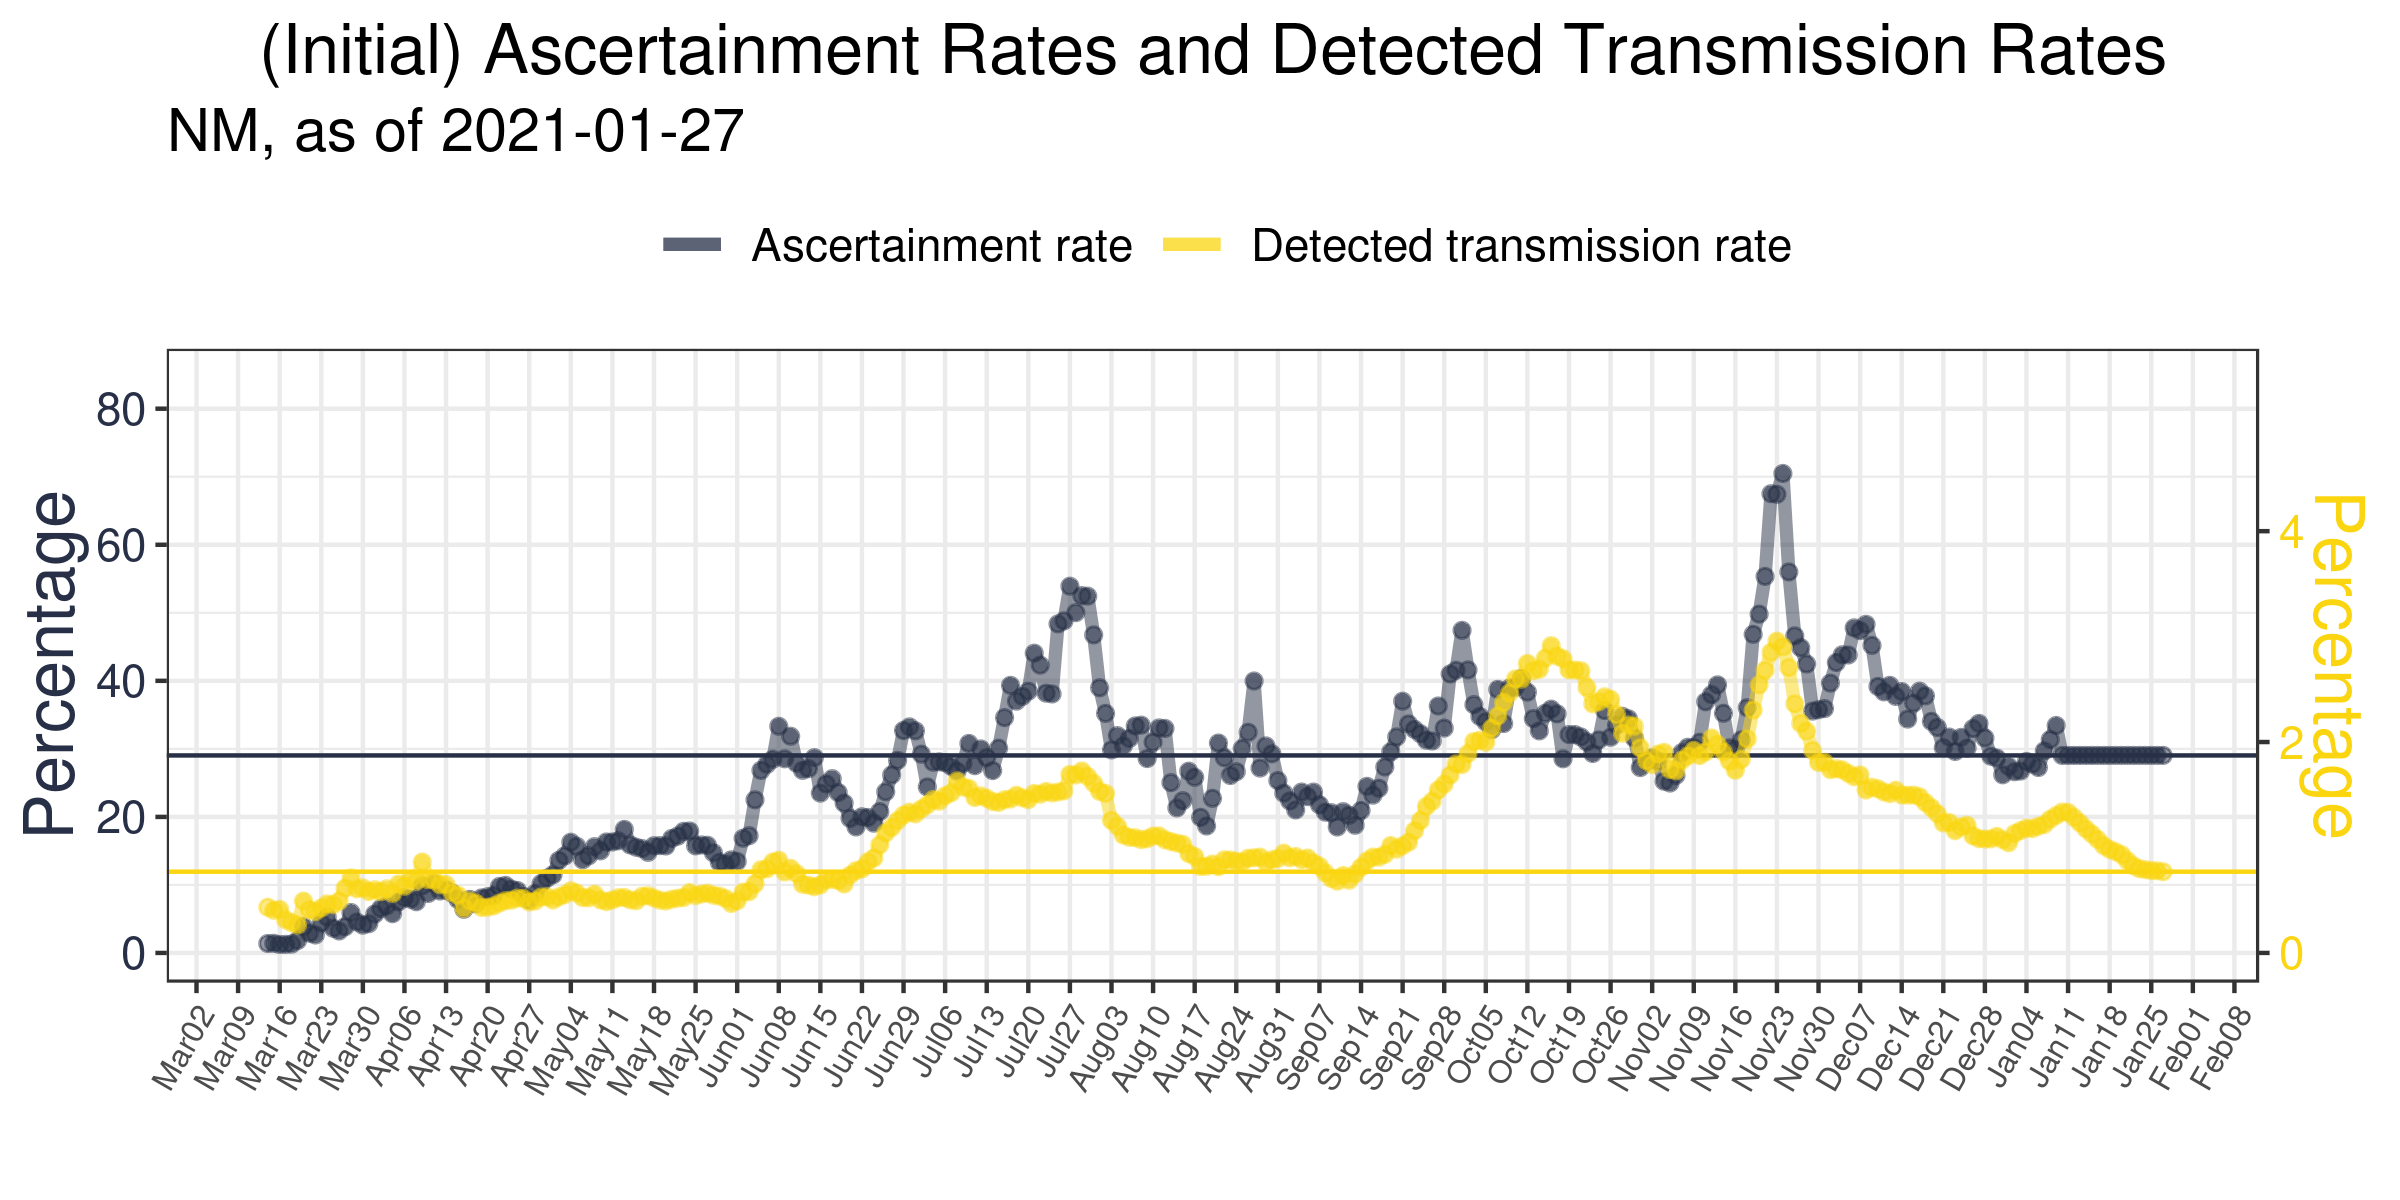 (Initial) Ascertainment Rates and Detected Transmission Rates
NM, as of 2021-01-27
Ascertainment rate Detected transmission rate
Percentage
80
60
40
20
0
4
2
0
Percentage
Mar02 Mar09 Mar16 Mar23 Mar30 Apr06 Apr13 Apr20 Apr27 May04 May11 May18 May25 Jun01 Jun08 Jun15 Jun22 Jun29 Jul06 Jul13 Jul20 Jul27 Aug03 Aug10 Aug17 Aug24 Aug31 Sep07 Sep14 Sep21 Sep28 Oct05 Oct12 Oct19 Oct26 Nov02 Nov09 Nov16 Nov23 Nov30 Dec07 Dec14 Dec21 Dec28 Jan04 Jan11 Jan18 Jan25 Feb01 Feb08